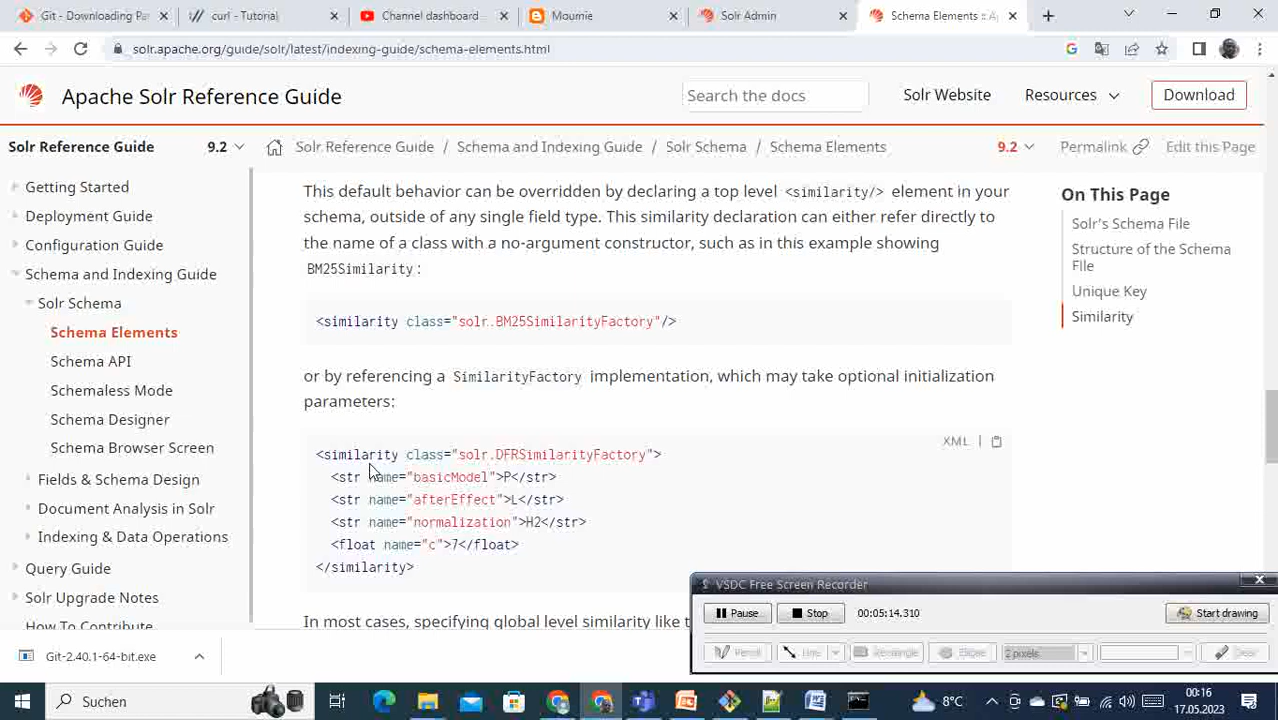 Git - Downloading Pa
curl - Tutorial
Channel dashboard
Moumie
Solr Admin
Schema Elements :: A
solr.apache.org/guide/solr/latest/indexing-guide/schema-elements.html
Apache Solr Reference Guide
Search the docs
Solr Website
Resources
Download
Solr Reference Guide
9.2
Solr Reference Guide / Schema and Indexing Guide / Solr Schema / Schema Elements
9.2
Permalink
Edit this Page
Getting Started
Deployment Guide
Configuration Guide
Schema and Indexing Guide
Solr Schema
Schema Elements
Schema API
Schemaless Mode
Schema Designer
Schema Browser Screen
Fields & Schema Design
Document Analysis in Solr
Indexing & Data Operations
Query Guide
Solr Upgrade Notes
How To Contribute
This default behavior can be overridden by declaring a top level <similarity/> element in your
schema, outside of any single field type. This similarity declaration can either refer directly to
the name of a class with a no-argument constructor, such as in this example showing
BM25Similarity:
<similarity class="solr.BM25SimilarityFactory"/>
or by referencing a SimilarityFactory implementation, which may take optional initialization
parameters:
XML
<similarity class="solr.DFRSimilarityFactory">
<str name="basicModel">P</str>
<str name="afterEffect">L</str>
<str name="normalization">H2</str>
<float name="c">7</float>
</similarity>
In most cases, specifying global level similarity like t
On This Page
Solr's Schema File
Structure of the Schema
File
Unique Key
Similarity
VSDC Free Screen Recorder
Pause
Stop
00:05:14.310
Start drawing
Pencil
Line
Rectangle
Ellipse
2 pixels
Clear
Git-2.40.1-64-bit.exe
Suchen
8°C
00:16
17.05.2023